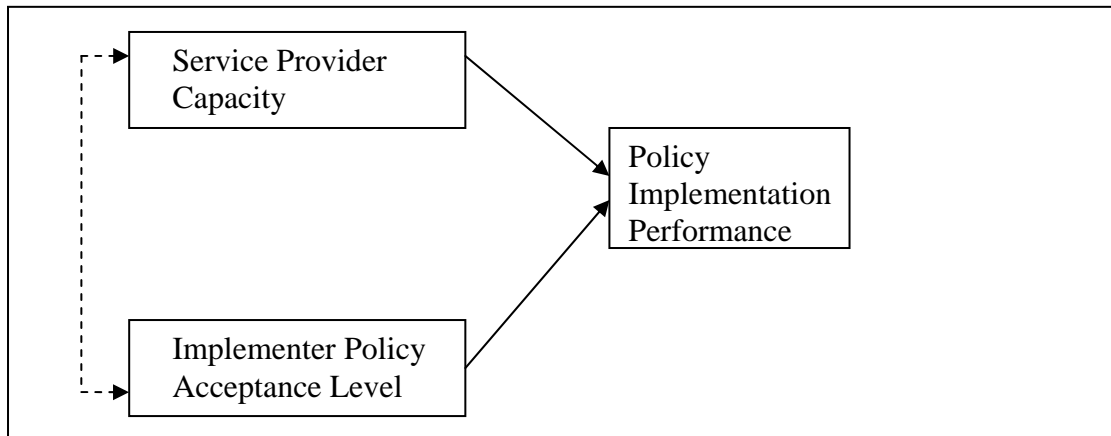 Service Provider
Capacity
Policy
Implementation
Performance
Implementer Policy
Acceptance Level